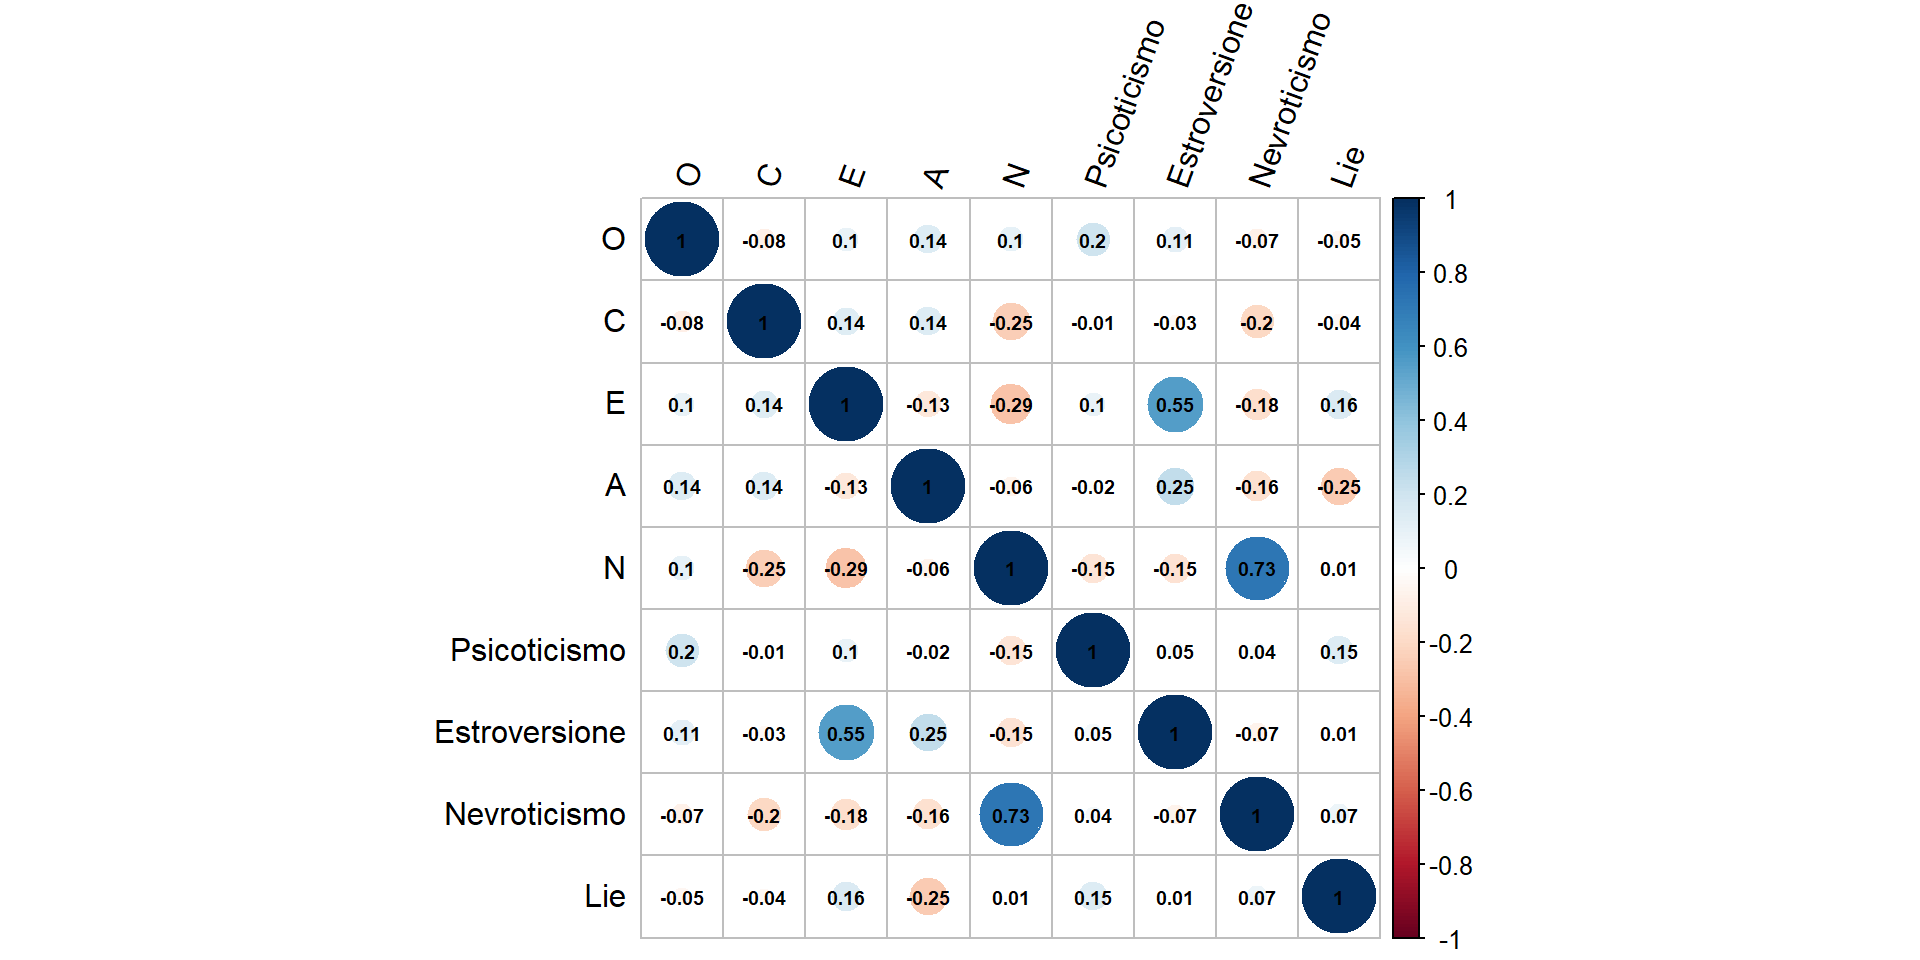 O C E A N Psicoticismo Estroversione Nevroticismo Lie
O 1 -0.08 0.1 0.14 0.1 0.2 0.11 -0.07 -0.05
C -0.08 1 0.14 0.14 -0.25 -0.01 -0.03 -0.2 -0.04
E 0.1 0.14 1 -0.13 -0.29 0.1 0.55 -0.18 0.16
A 0.14 0.14 -0.13 1 -0.06 -0.02 0.25 -0.16 -0.25
N 0.1 -0.25 -0.29 -0.06 1 -0.15 -0.15 0.73 0.01
Psicoticismo 0.2 -0.01 0.1 -0.02 -0.15 1 0.05 0.04 0.15
Estroversione 0.11 -0.03 0.55 0.25 -0.15 0.05 1 -0.07 0.01
Nevroticismo -0.07 -0.2 -0.18 -0.16 0.73 0.04 -0.07 1 0.07
Lie -0.05 -0.04 0.16 -0.25 0.01 0.15 0.01 0.07 1
1
0.8
0.6
0.4
0.2
0
-0.2
-0.4
-0.6
-0.8
-1